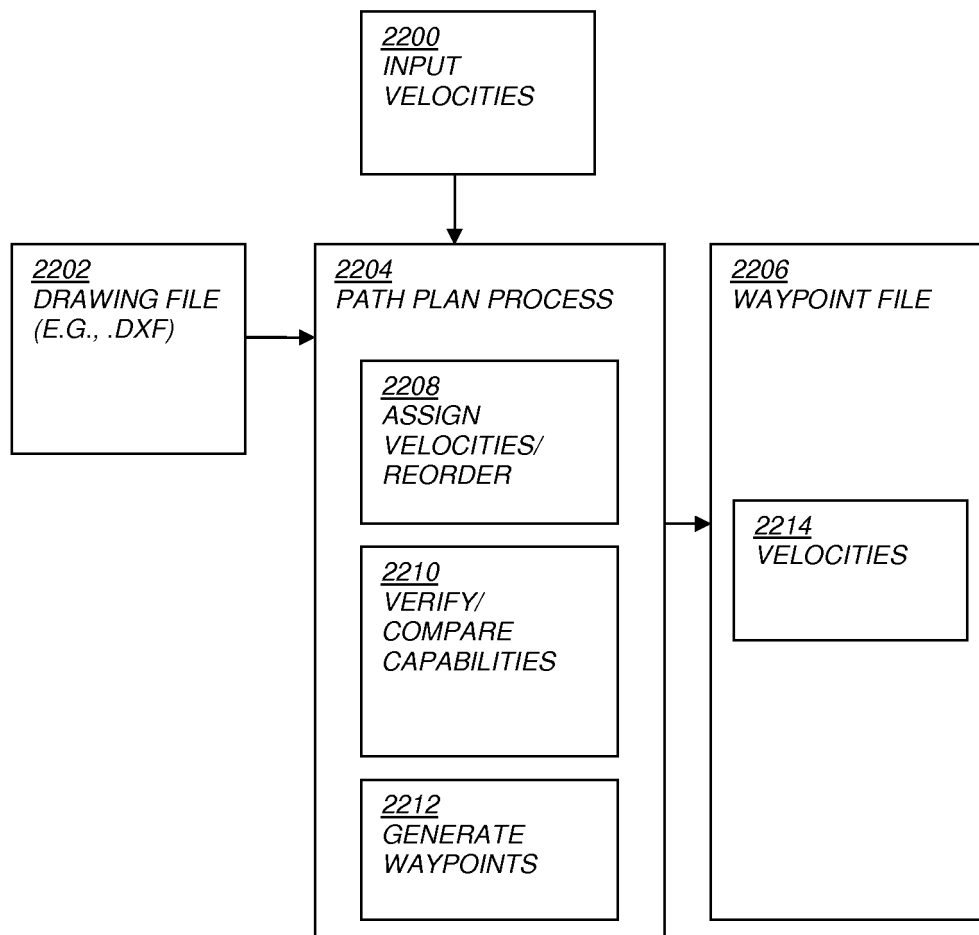 2200
INPUT
VELOCITIES
2202
DRAWING FILE
(E.G., .DXF)
2204
PATH PLAN PROCESS
2208
ASSIGN
VELOCITIES/
REORDER
2210
VERIFY/
COMPARE
CAPABILITIES
2212
GENERATE
WAYPOINTS
2206
WAYPOINT FILE
2214
VELOCITIES